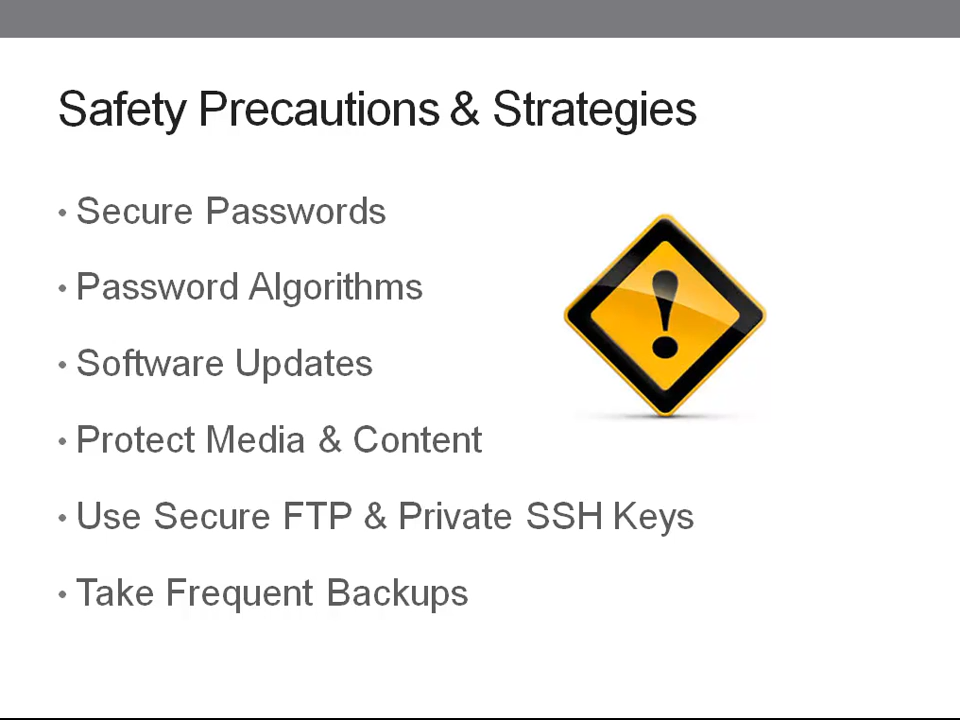 Safety Precautions & Strategies
• Secure Passwords
• Password Algorithms
• Software Updates
• Protect Media & Content
• Use Secure FTP & Private SSH Keys
• Take Frequent Backups